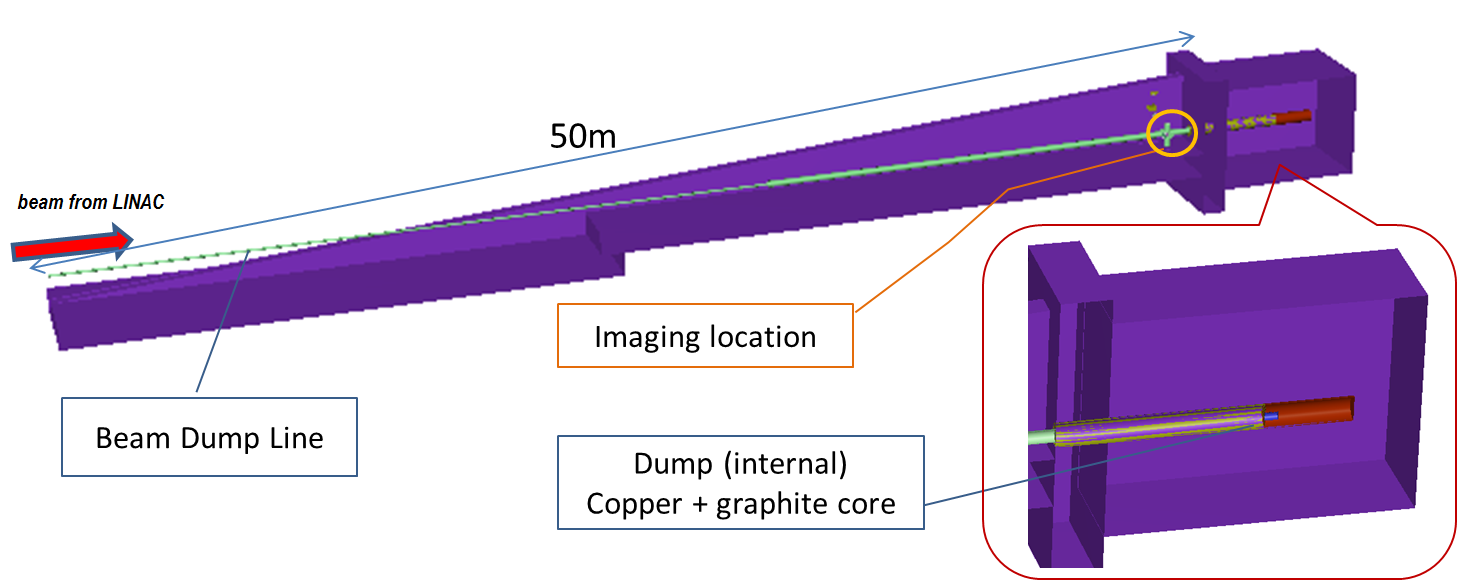 50m
beam from LINAC
Imaging location
Beam Dump Line
Dump (internal)
Copper + graphite core